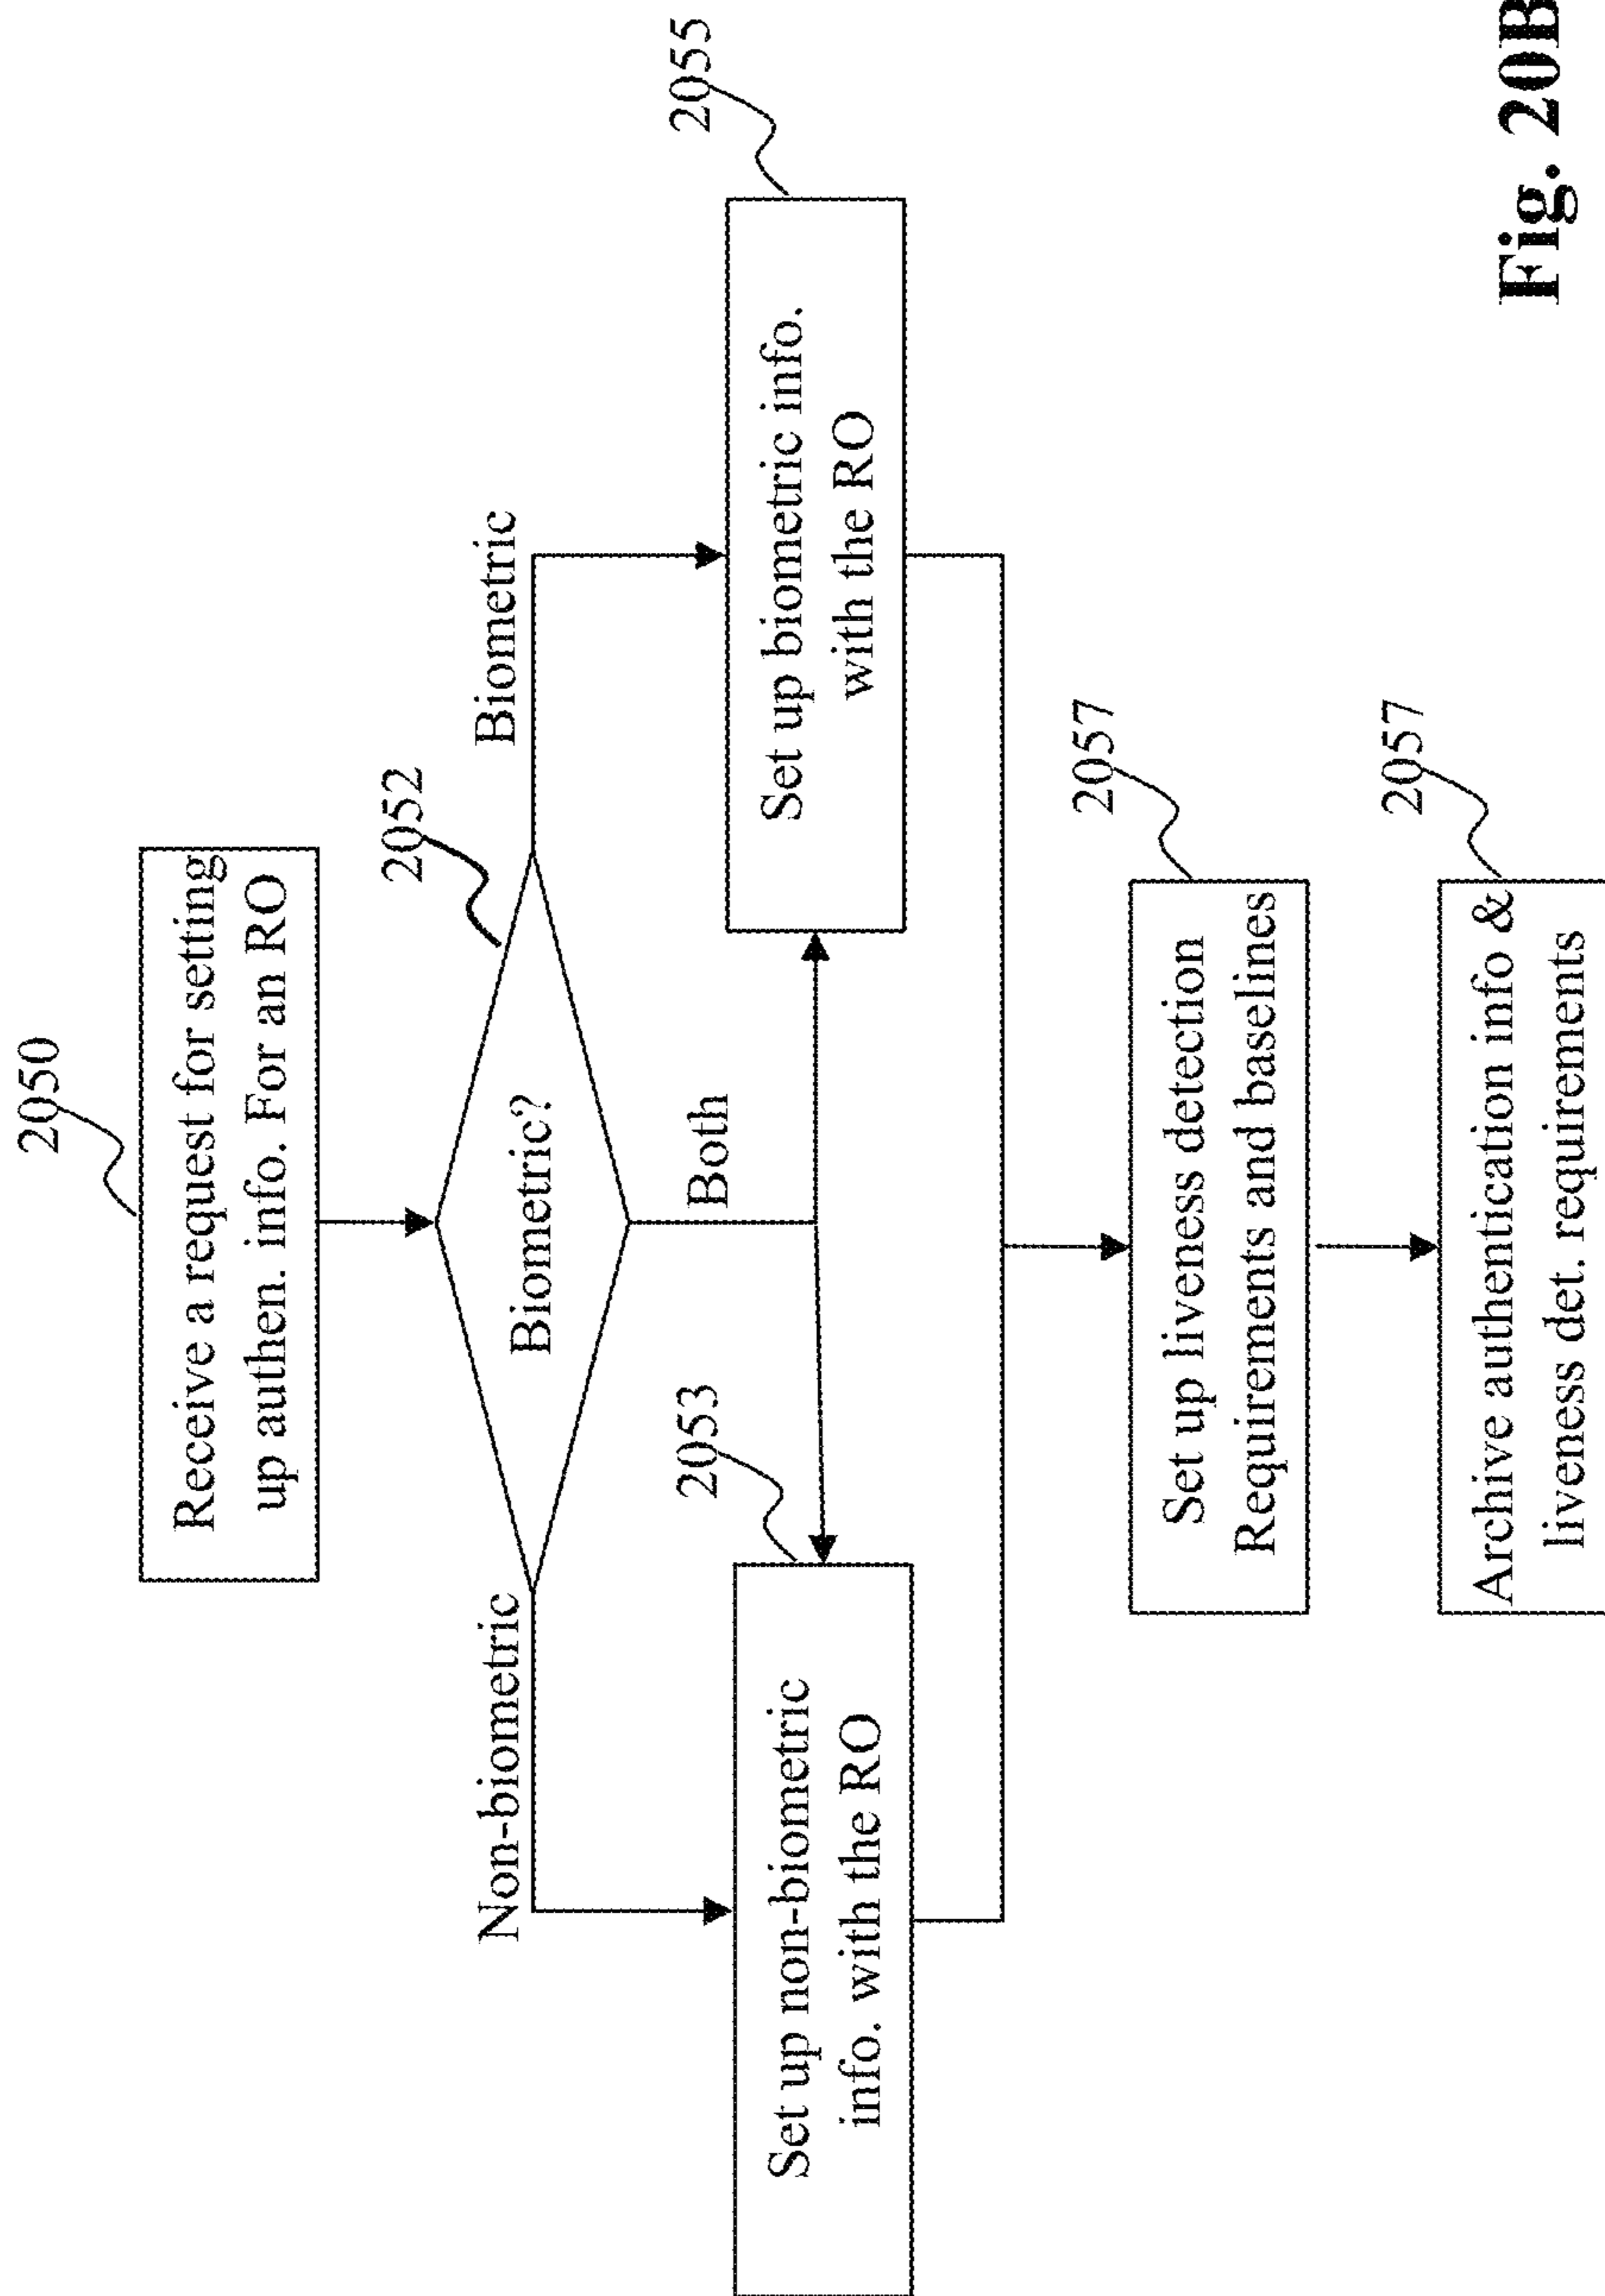 2050
Receive a request for setting
up authen. info. For an RO
2052
Biometric?
Non-biometric
Biometric
Both
2053
2055
Set up non-biometric
info. with the RO
Set up biometric info.
with the RO
2057
Set up liveness detection
Requirements and baselines
2057
Archive authentication info &
liveness det. requirements
Fig. 20B